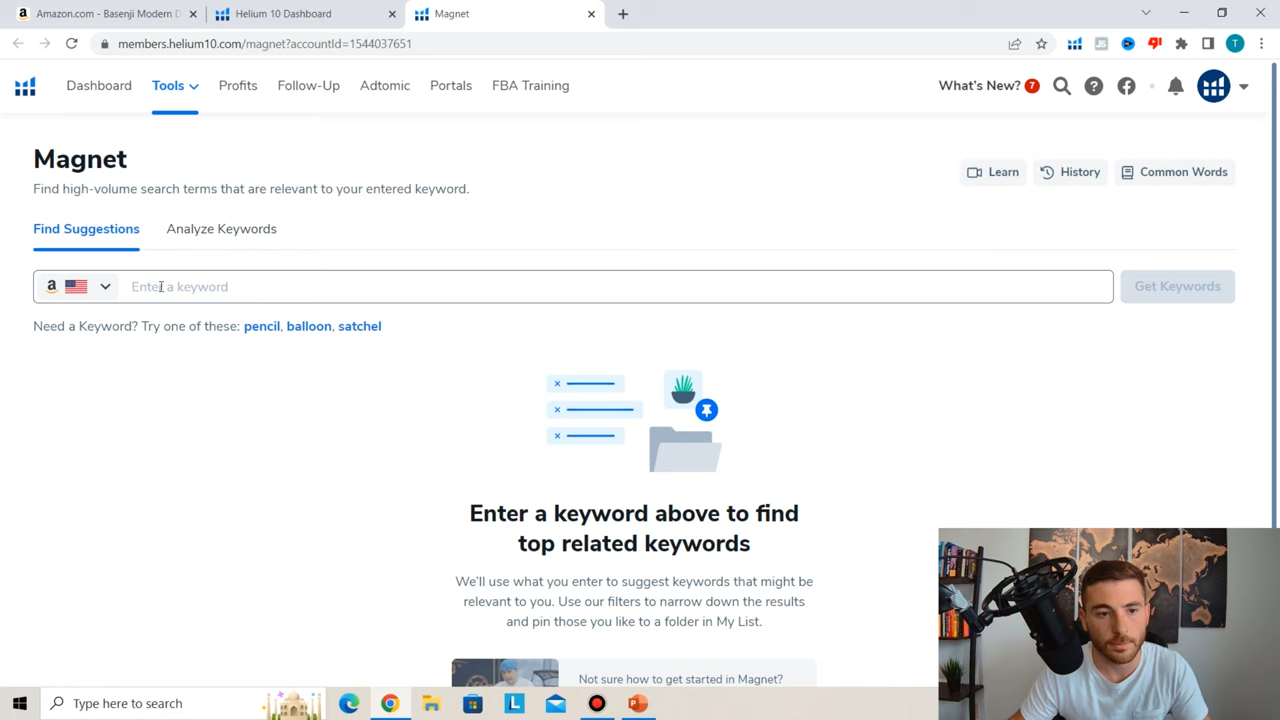 Amazon.com - Basenji Modern D
Helium 10 Dashboard
Magnet
members.helium10.com/magnet?accountId=1544037651
JS
T
Dashboard
Tools
Profits
Follow-Up
Adtomic
Portals
FBA Training
What's New? 7
Magnet
Find high-volume search terms that are relevant to your entered keyword.
Learn
History
Common Words
Find Suggestions
Analyze Keywords
Enter a keyword
Get Keywords
Need a Keyword? Try one of these: pencil, balloon, satchel
Enter a keyword above to find
top related keywords
We'll use what you enter to suggest keywords that might be
relevant to you. Use our filters to narrow down the results
and pin those you like to a folder in My List.
Not sure how to get started in Magnet?
Type here to search